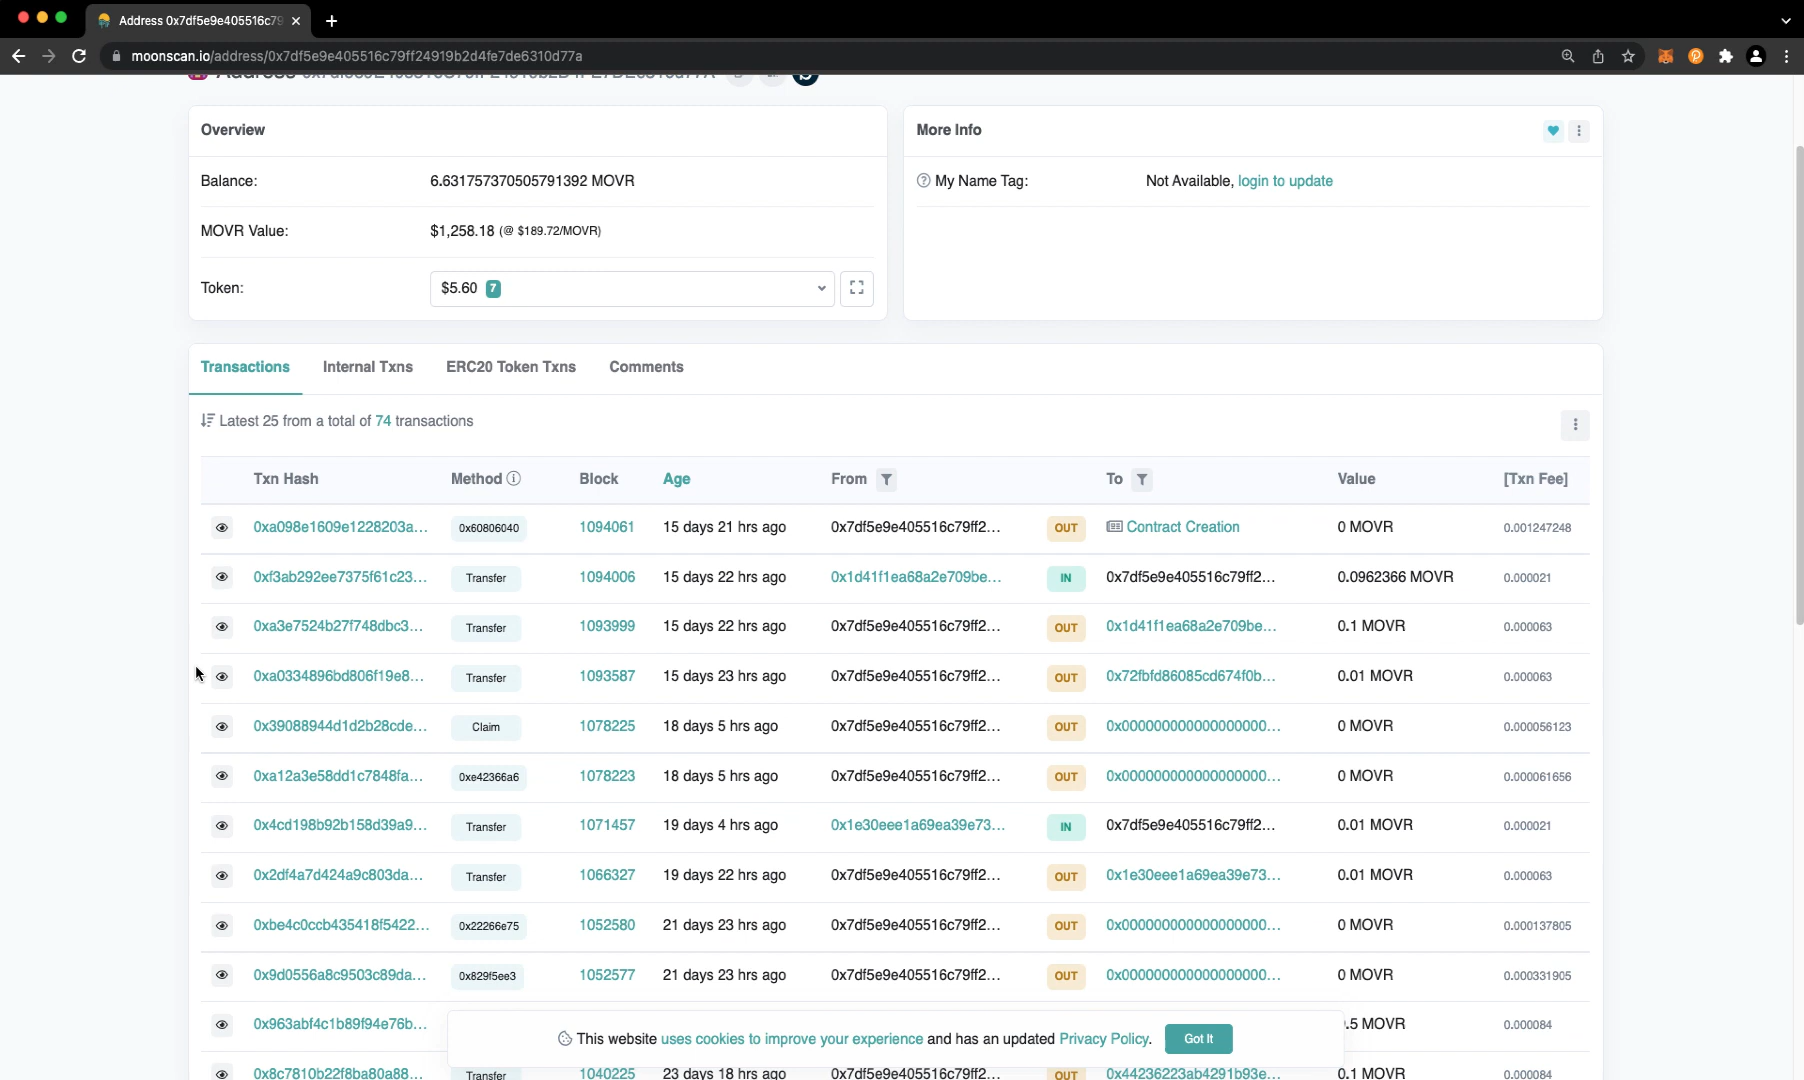 Address 0x7df5e9e405516c79
moonscan.io/address/0x7df5e9e405516c79ff24919b2d4fe7de6310d77a
Address
Overview
More Info
Balance: 6.631757370505791392 MOVR
My Name Tag: Not Available, login to update
MOVR Value: $1,258.18 (@ $189.72/MOVR)
Token: $5.60 7
Transactions Internal Txns ERC20 Token Txns Comments
Latest 25 from a total of 74 transactions
Txn Hash Method Block Age From To Value [Txn Fee]
0xa098e1609e1228203a... 0x60806040 1094061 15 days 21 hrs ago 0x7df5e9e405516c79ff2... OUT Contract Creation 0 MOVR 0.001247248
0xf3ab292ee7375f61c23... Transfer 1094006 15 days 22 hrs ago 0x1d41f1ea68a2e709be... IN 0x7df5e9e405516c79ff2... 0.0962366 MOVR 0.000021
0xa3e7524b27f748dbc3... Transfer 1093999 15 days 22 hrs ago 0x7df5e9e405516c79ff2... OUT 0x1d41f1ea68a2e709be... 0.1 MOVR 0.000063
0xa0334896bd806f19e8... Transfer 1093587 15 days 23 hrs ago 0x7df5e9e405516c79ff2... OUT 0x72fbfd86085cd674f0b... 0.01 MOVR 0.000063
0x39088944d1d2b28cde... Claim 1078225 18 days 5 hrs ago 0x7df5e9e405516c79ff2... OUT 0x000000000000000000... 0 MOVR 0.000056123
0xa12a3e58dd1c7848fa... 0xe42366a6 1078223 18 days 5 hrs ago 0x7df5e9e405516c79ff2... OUT 0x000000000000000000... 0 MOVR 0.000061656
0x4cd198b92b158d39a9... Transfer 1071457 19 days 4 hrs ago 0x1e30eee1a69ea39e73... IN 0x7df5e9e405516c79ff2... 0.01 MOVR 0.000021
0x2df4a7d424a9c803da... Transfer 1066327 19 days 22 hrs ago 0x7df5e9e405516c79ff2... OUT 0x1e30eee1a69ea39e73... 0.01 MOVR 0.000063
0xbe4c0ccb435418f5422... 0x22266e75 1052580 21 days 23 hrs ago 0x7df5e9e405516c79ff2... OUT 0x000000000000000000... 0 MOVR 0.000137805
0x9d0556a8c9503c89da... 0x829f5ee3 1052577 21 days 23 hrs ago 0x7df5e9e405516c79ff2... OUT 0x000000000000000000... 0 MOVR 0.000331905
0x963abf4c1b89f94e76b... .5 MOVR 0.000084
This website uses cookies to improve your experience and has an updated Privacy Policy. Got It
0x8c7810b22f8ba80a88... Transfer 1040225 23 days 18 hrs ago 0x7df5e9e405516c79ff2... OUT 0x44236223ab4291b93e... 0.1 MOVR 0.000084